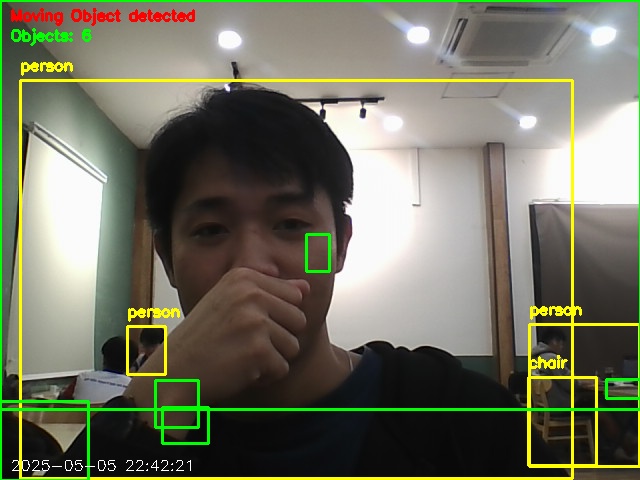 Moving Object detected
Objects: 6
person
person
person
chair
2025-05-05 22:42:21